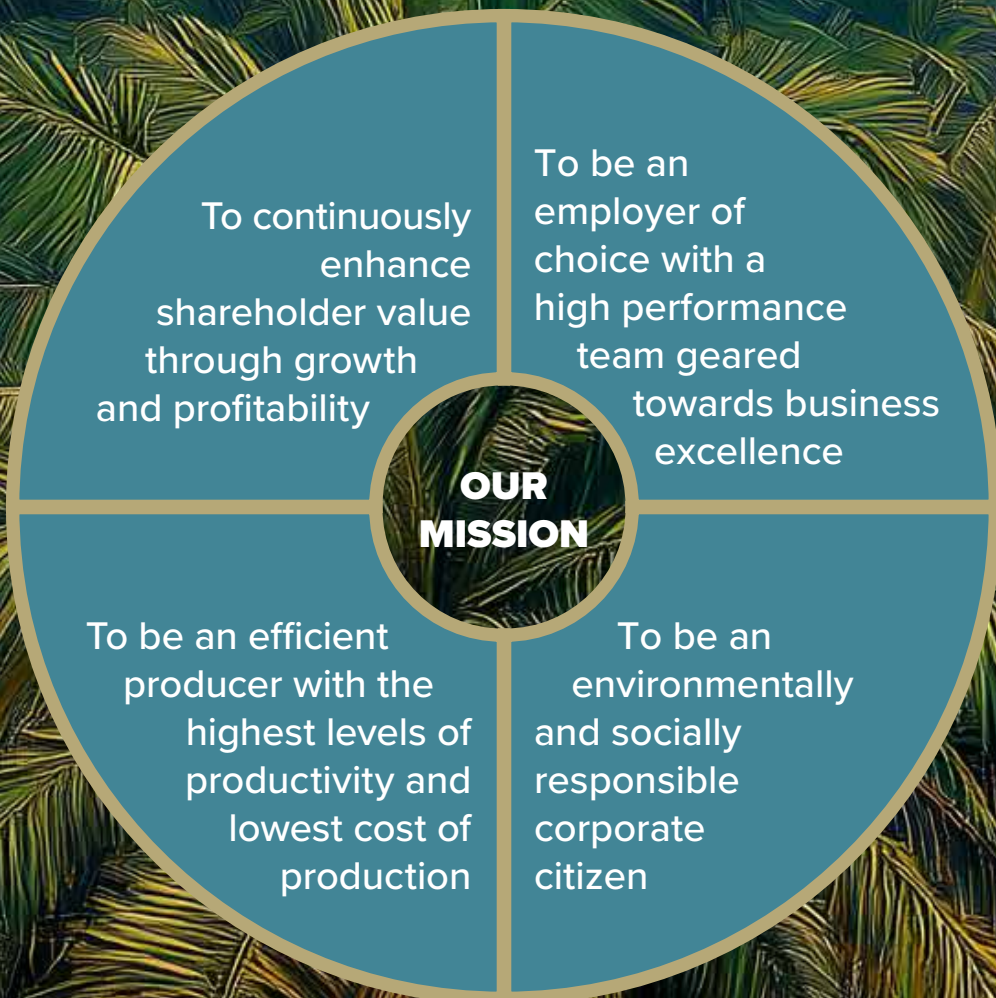 To continuously
enhance
shareholder value
through growth
and profitability
To be an
employer of
choice with a
high performance
team geared
towards business
excellence
OUR
MISSION
To be an efficient
producer with the
highest levels of
productivity and
lowest cost of
production
To be an
environmentally
and socially
responsible
corporate
citizen